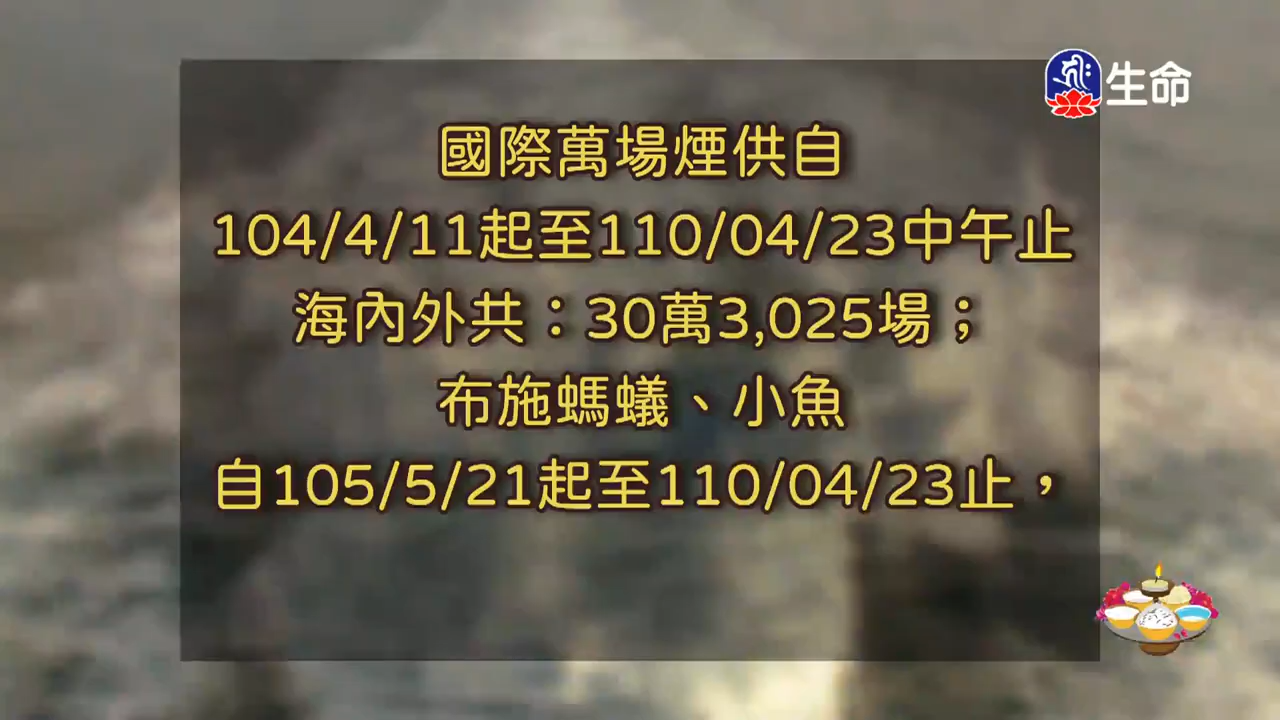 生命
國際萬場煙供自
104/4/11起至110/04/23中午止
海內外共：30萬3,025場；
布施螞蟻、小魚
自105/5/21起至110/04/23止，